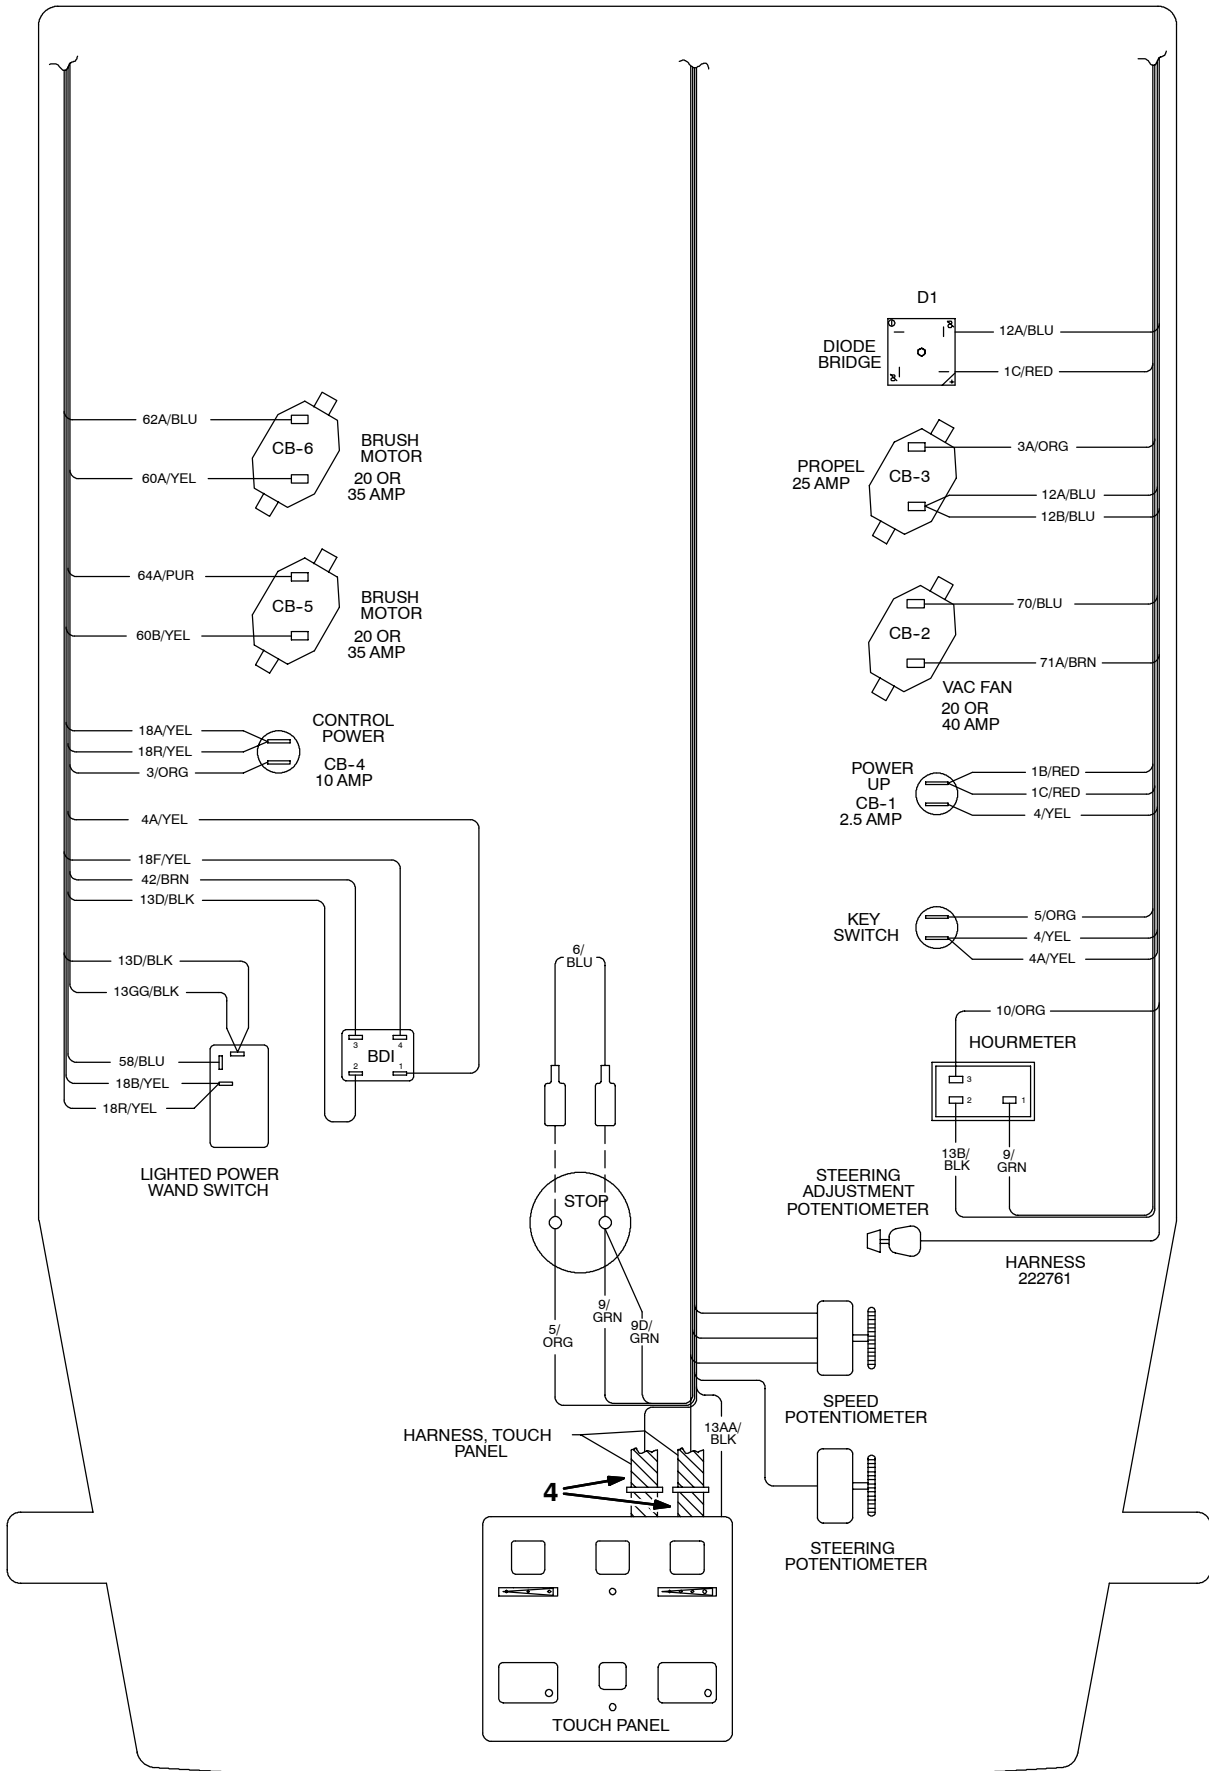 D1
DIODE
BRIDGE
12A/BLU
1C/RED
62A/BLU
CB-6
60A/YEL
BRUSH
MOTOR
20 OR
35 AMP
PROPEL
25 AMP
CB-3
3A/ORG
12A/BLU
12B/BLU
64A/PUR
CB-5
60B/YEL
BRUSH
MOTOR
20 OR
35 AMP
70/BLU
CB-2
71A/BRN
VAC FAN
20 OR
40 AMP
18A/YEL
18R/YEL
3/ORG
CONTROL
POWER
CB-4
10 AMP
POWER
UP
CB-1
2.5 AMP
1B/RED
1C/RED
4/YEL
4A/YEL
18F/YEL
42/BRN
13D/BLK
KEY
SWITCH
5/ORG
4/YEL
4A/YEL
13D/BLK
13GG/BLK
58/BLU
18B/YEL
18R/YEL
LIGHTED POWER
WAND SWITCH
3
4
BDI
2
1
6/
BLU
STOP
5/
ORG
9/
GRN
9D/
GRN
10/ORG
HOURMETER
3
2
1
13B/
BLK
9/
GRN
STEERING
ADJUSTMENT
POTENTIOMETER
HARNESS
222761
SPEED
POTENTIOMETER
HARNESS, TOUCH
PANEL
13AA/
BLK
4
STEERING
POTENTIOMETER
TOUCH PANEL